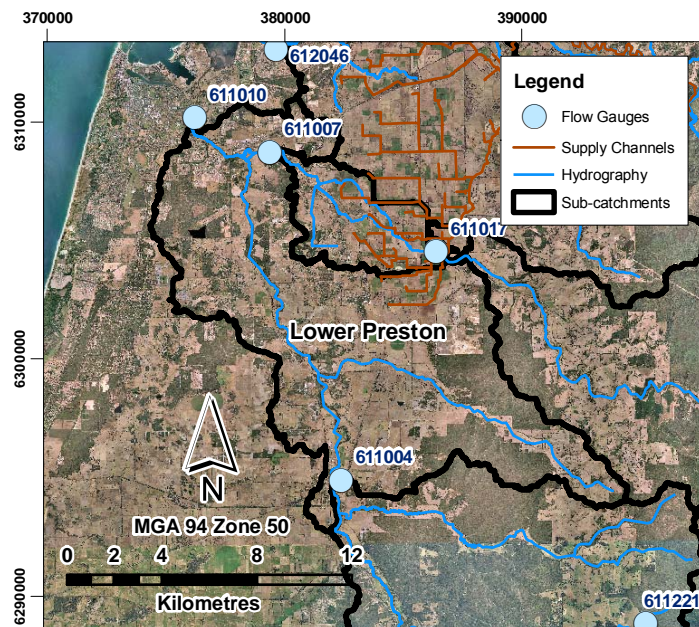 370000
380000
390000
6310000
6300000
6290000
612046
611010
611007
611017
Legend
Flow Gauges
Supply Channels
Hydrography
Sub-catchments
Lower Preston
611004
N
MGA 94 Zone 50
0 2 4 8 12
Kilometres
611221